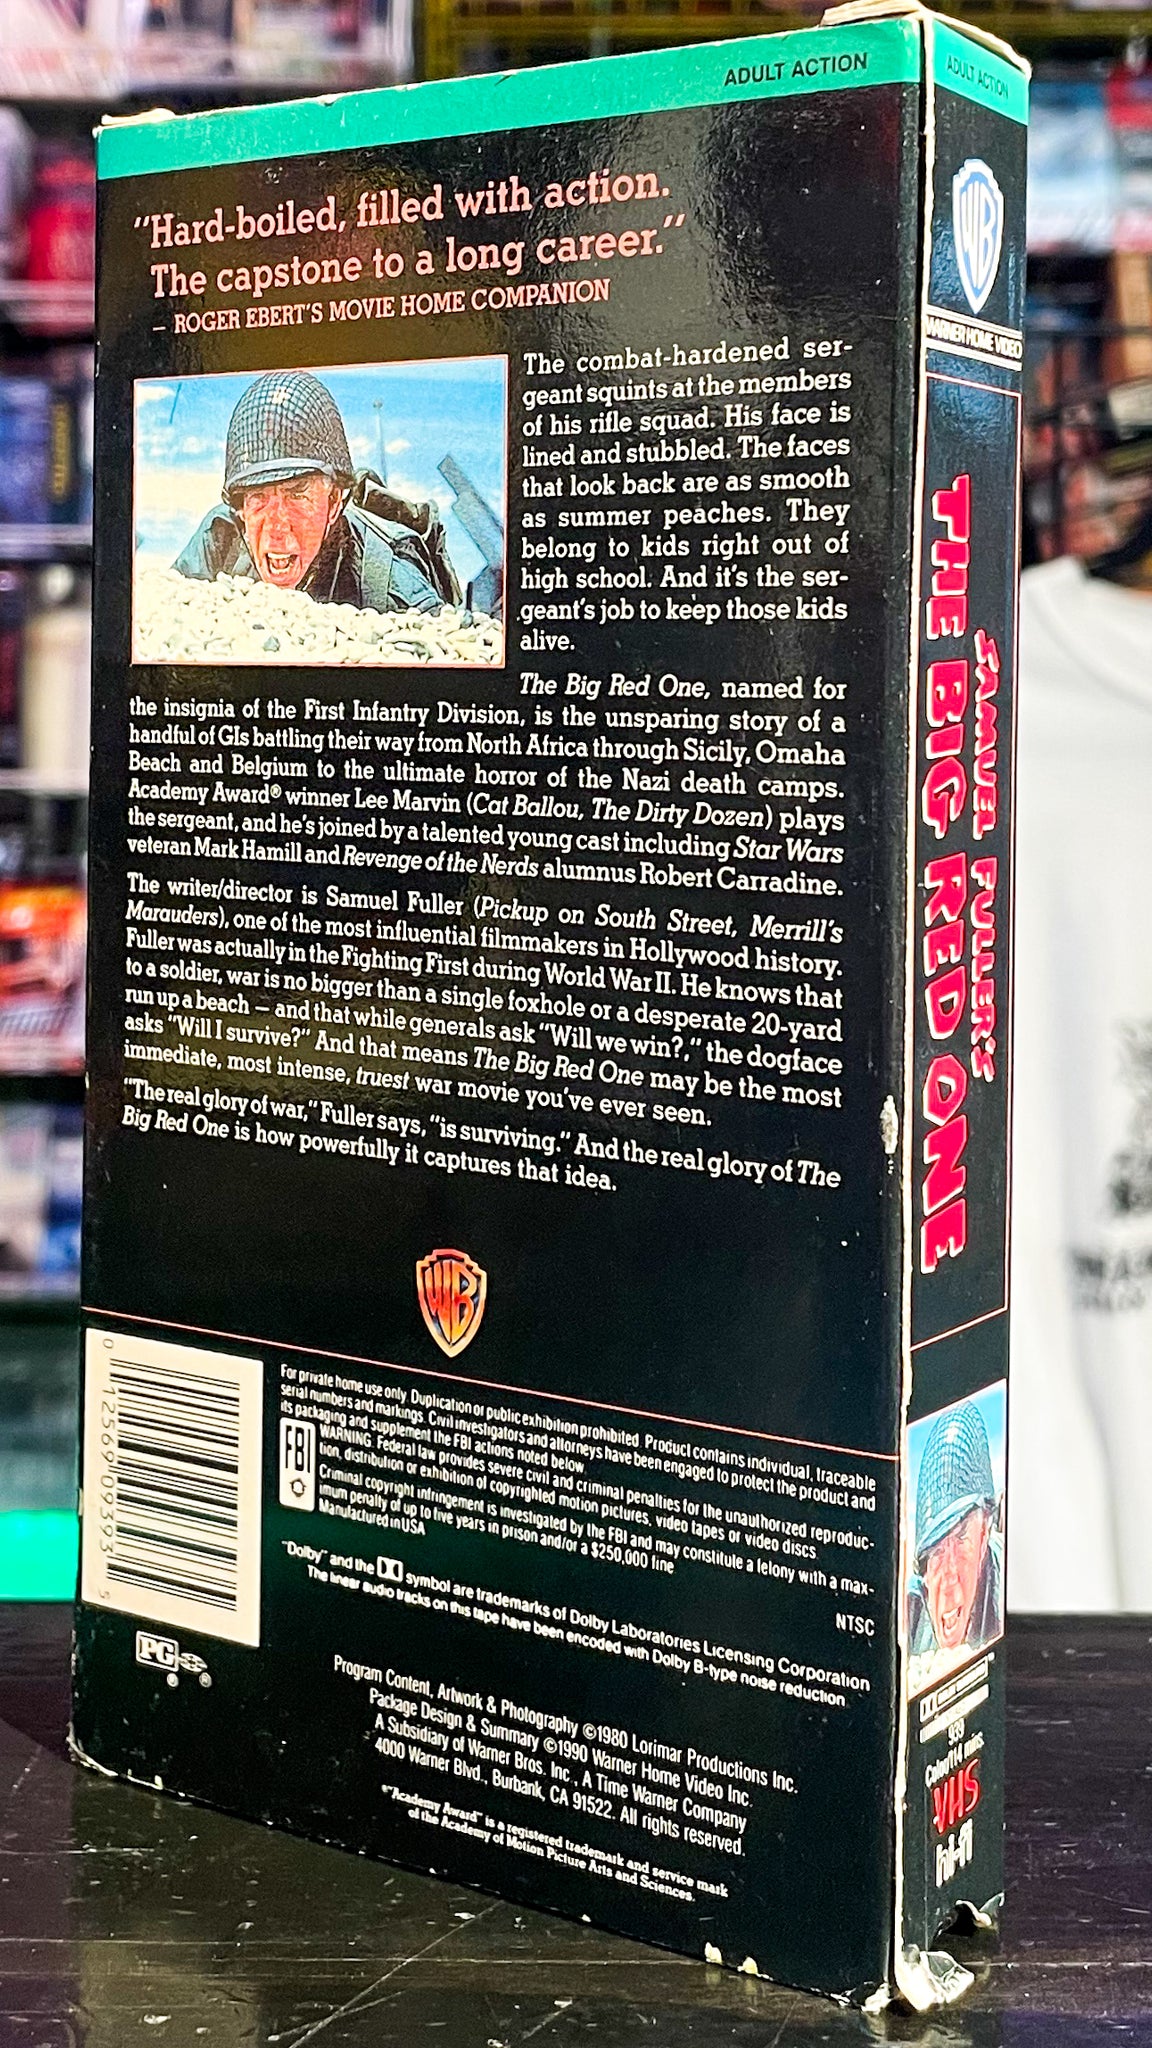 ADULT ACTION
"Hard-boiled, filled with action.
The capstone to a long career."
– ROGER EBERT'S MOVIE HOME COMPANION
The combat-hardened ser-
geant squints at the members
of his rifle squad. His face is
lined and stubbled. The faces
that look back are as smooth
as summer peaches. They
belong to kids right out of
high school. And it's the ser-
geant's job to keep those kids
alive.
The Big Red One, named for
the insignia of the First Infantry Division, is the unsparing story of a
handful of GIs battling their way from North Africa through Sicily, Omaha
Beach and Belgium to the ultimate horror of the Nazi death camps.
Academy Award® winner Lee Marvin (Cat Ballou, The Dirty Dozen) plays
the sergeant, and he's joined by a talented young cast including Star Wars
veteran Mark Hamill and Revenge of the Nerds alumnus Robert Carradine.
The writer/director is Samuel Fuller (Pickup on South Street, Merrill's
Marauders), one of the most influential filmmakers in Hollywood history.
Fuller was actually in the Fighting First during World War II. He knows that
to a soldier, war is no bigger than a single foxhole or a desperate 20-yard
run up a beach – and that while generals ask "Will we win?," the dogface
asks "Will I survive?" And that means The Big Red One may be the most
immediate, most intense, truest war movie you've ever seen.
"The real glory of war," Fuller says, "is surviving." And the real glory of The
Big Red One is how powerfully it captures that idea.
WB
0 12569 09393 5
For private home use only. Duplication or public exhibition prohibited. Product contains individual, traceable
serial numbers and markings. Civil investigators and attorneys have been engaged to protect the product and
its packaging and supplement the FBI actions noted below.
FBI
WARNING: Federal law provides severe civil and criminal penalties for the unauthorized reproduc-
tion, distribution or exhibition of copyrighted motion pictures, video tapes or video discs.
Criminal copyright infringement is investigated by the FBI and may constitute a felony with a max-
imum penalty of up to five years in prison and/or a $250,000 fine.
Manufactured in USA
NTSC
"Dolby" and the symbol are trademarks of Dolby Laboratories Licensing Corporation
The linear audio tracks on this tape have been encoded with Dolby B-type noise reduction
PG ®
Program Content, Artwork & Photography ©1980 Lorimar Productions Inc.
Package Design & Summary ©1990 Warner Home Video Inc.
A Subsidiary of Warner Bros. Inc., A Time Warner Company
4000 Warner Blvd., Burbank, CA 91522. All rights reserved.
*"Academy Award" is a registered trademark and service mark
of the Academy of Motion Picture Arts and Sciences.
ADULT ACTION
WB
WARNER HOME VIDEO
SAMUEL FULLER'S
THE BIG RED ONE
939
Color/114 mins.
VHS
hi-fi